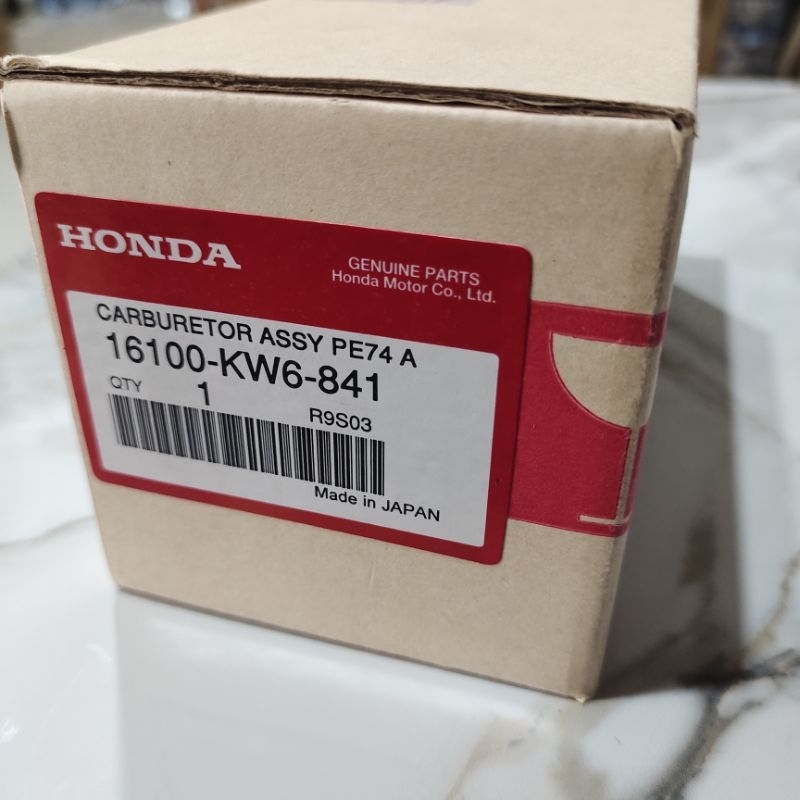 HONDA
GENUINE PARTS
Honda Motor Co., Ltd.
CARBURETOR ASSY PE74 A
16100-KW6-841
QTY 1
R9S03
Made in JAPAN